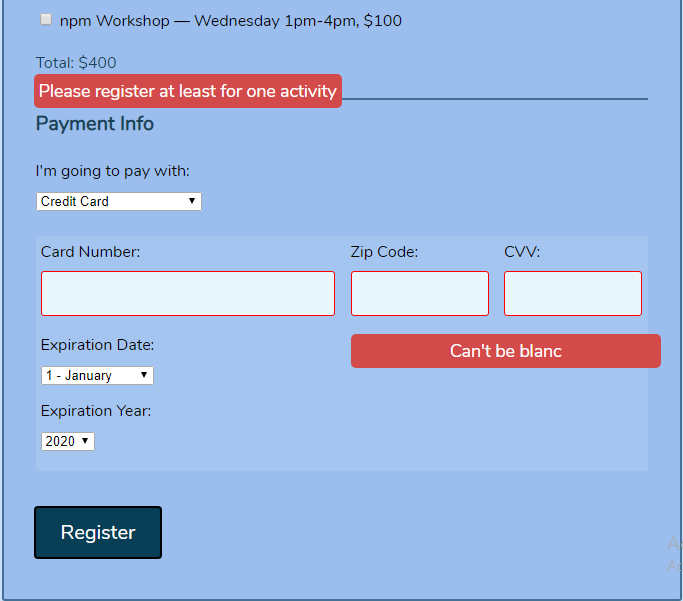 npm Workshop — Wednesday 1pm-4pm, $100
Total: $400
Please register at least for one activity
Payment Info
I'm going to pay with:
Credit Card
Card Number:
Zip Code:
CVV:
Expiration Date:
Can't be blanc
1 - January
Expiration Year:
2020
Register